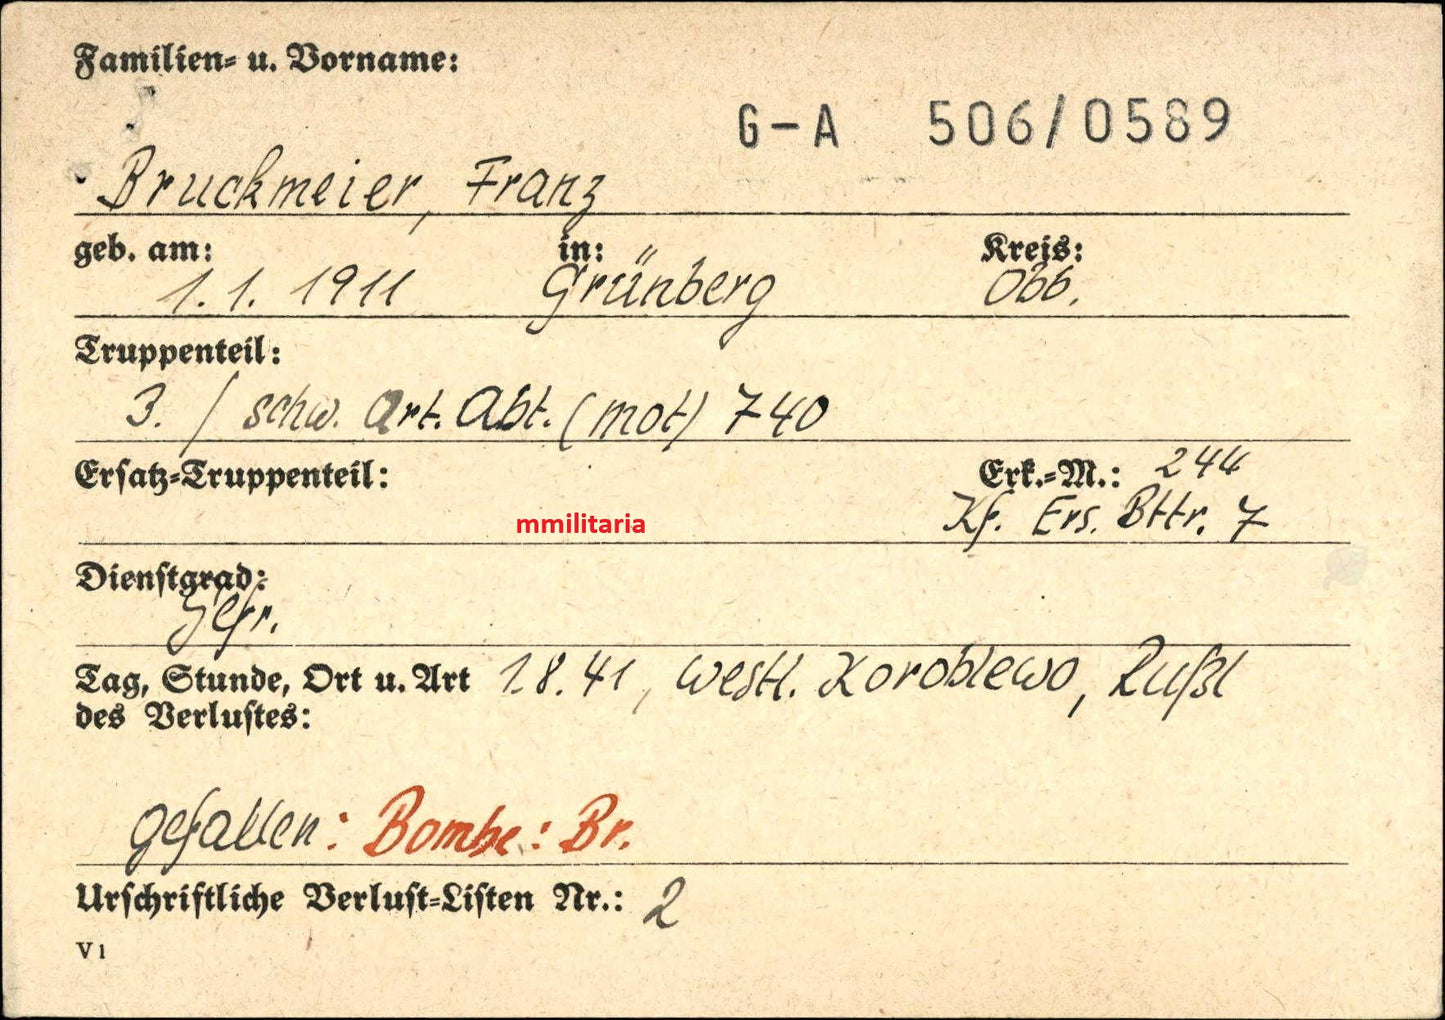 Familien- u. Vorname:
G-A 506/0589
Bruckmeier, Franz
geb. am: in: Kreis:
1.1.1911 Grünberg Obb.
Truppenteil:
3. / schw. Art. Abt. (mot) 740
Ersatz-Truppenteil: Erk.-M.: 244
mmilitaria Kf. Ers. Bttr. 7
Dienstgrad:
Gefr.
Tag, Stunde, Ort u. Art 1.8.41, westl. Koroblewo, Rußl
des Verlustes:
gefallen: Bombe: Br.
Urschriftliche Verlust-Listen Nr.: 2
V 1